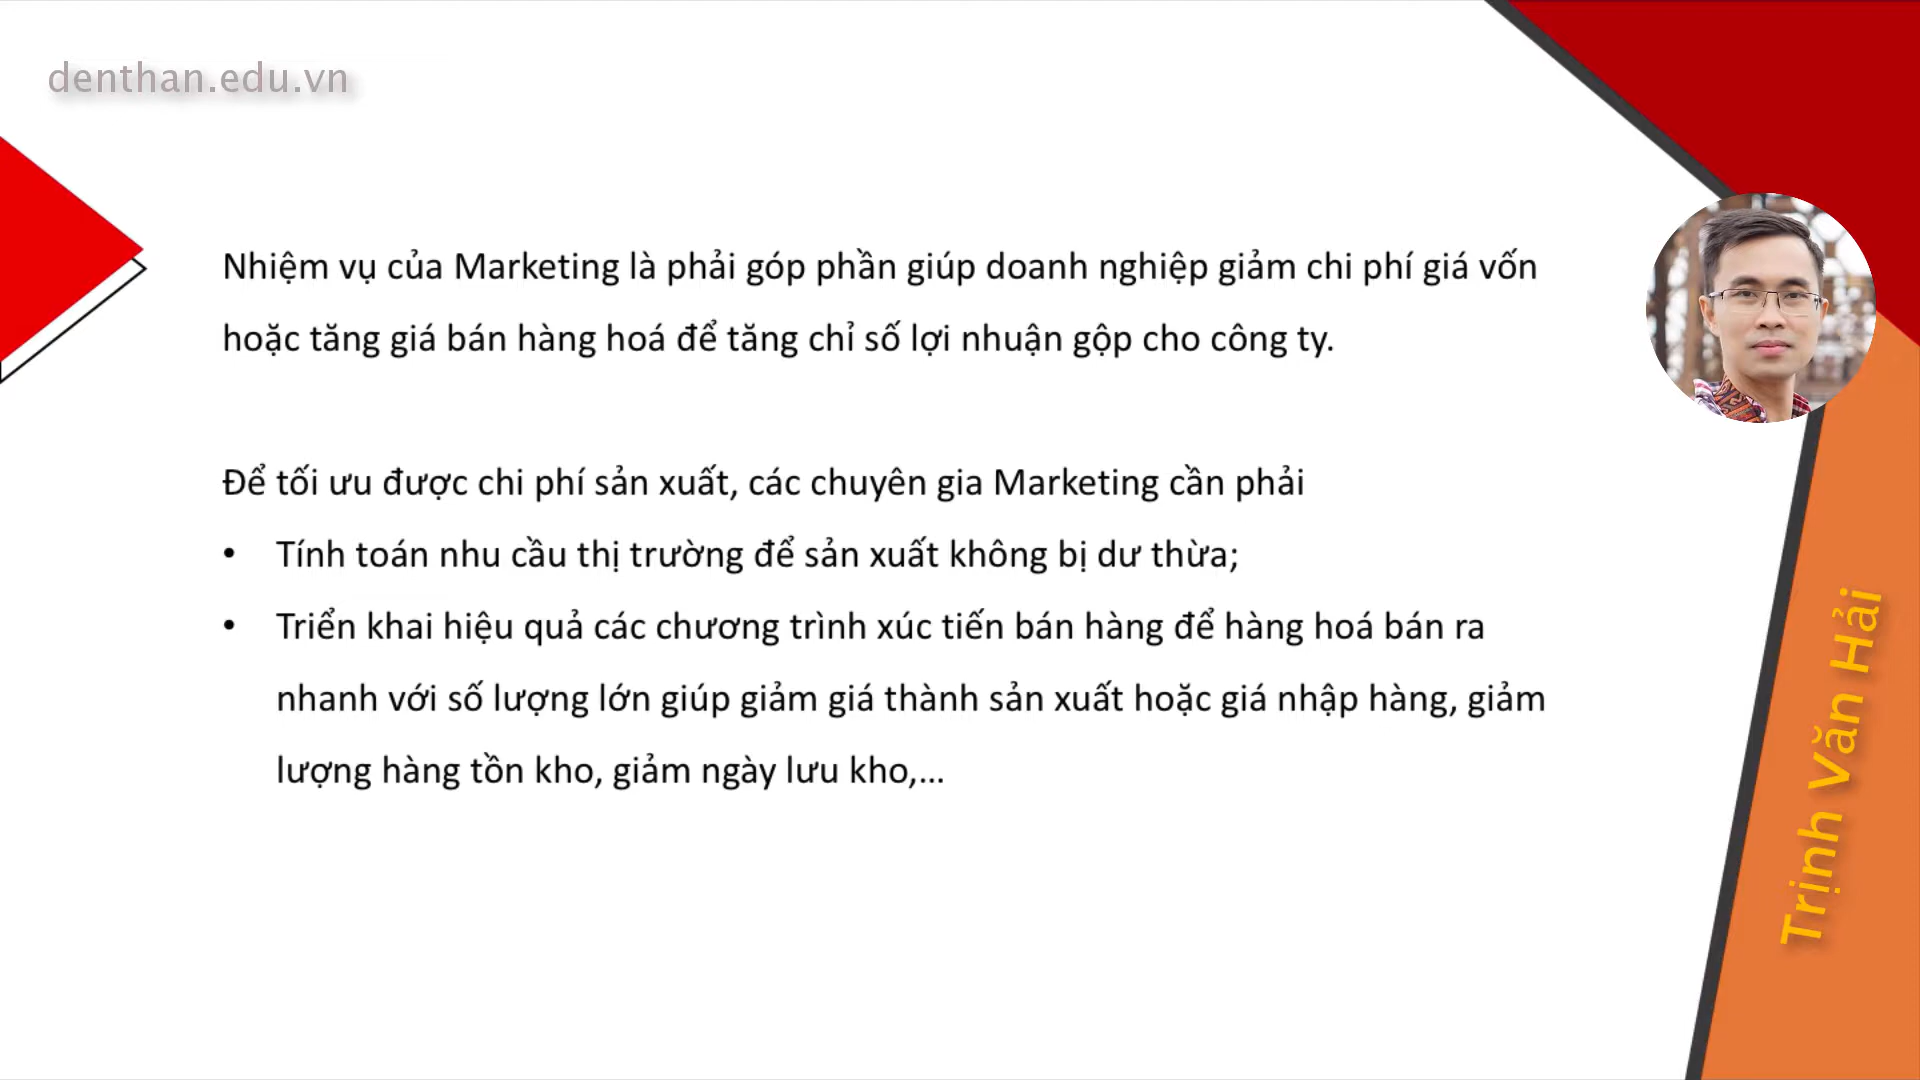 denthan.edu.vn
Nhiệm vụ của Marketing là phải góp phần giúp doanh nghiệp giảm chi phí giá vốn
hoặc tăng giá bán hàng hoá để tăng chỉ số lợi nhuận gộp cho công ty.
Để tối ưu được chi phí sản xuất, các chuyên gia Marketing cần phải
• Tính toán nhu cầu thị trường để sản xuất không bị dư thừa;
• Triển khai hiệu quả các chương trình xúc tiến bán hàng để hàng hoá bán ra
nhanh với số lượng lớn giúp giảm giá thành sản xuất hoặc giá nhập hàng, giảm
lượng hàng tồn kho, giảm ngày lưu kho,...
Trịnh Văn Hải